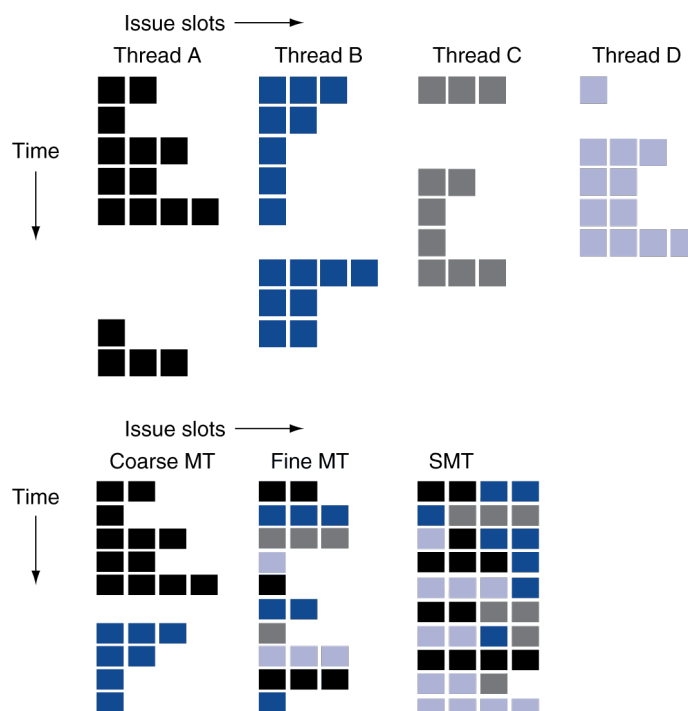 Issue slots
Thread A Thread B Thread C Thread D
Time
Issue slots
Coarse MT Fine MT SMT
Time